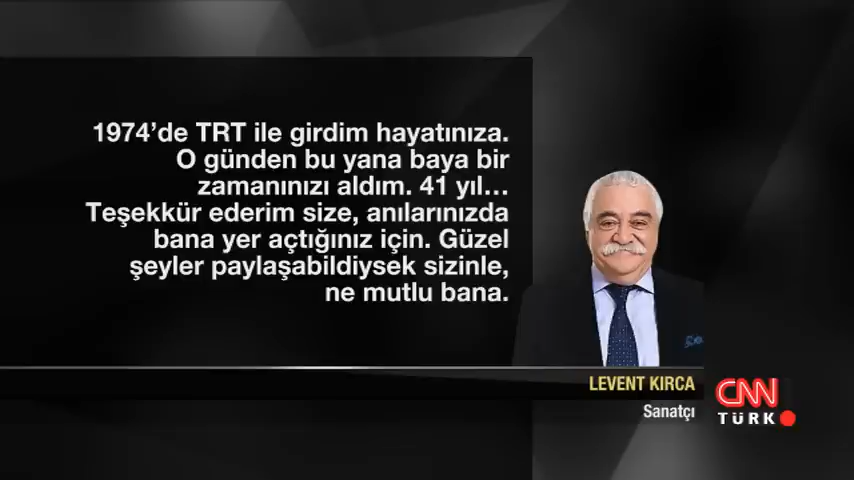 1974’de TRT ile girdim hayatınıza.
O günden bu yana baya bir
zamanınızı aldım. 41 yıl...
Teşekkür ederim size, anılarınızda
bana yer açtığınız için. Güzel
şeyler paylaşabildiysek sizinle,
ne mutlu bana.
LEVENT KIRCA
Sanatçı
CNN
TÜRK